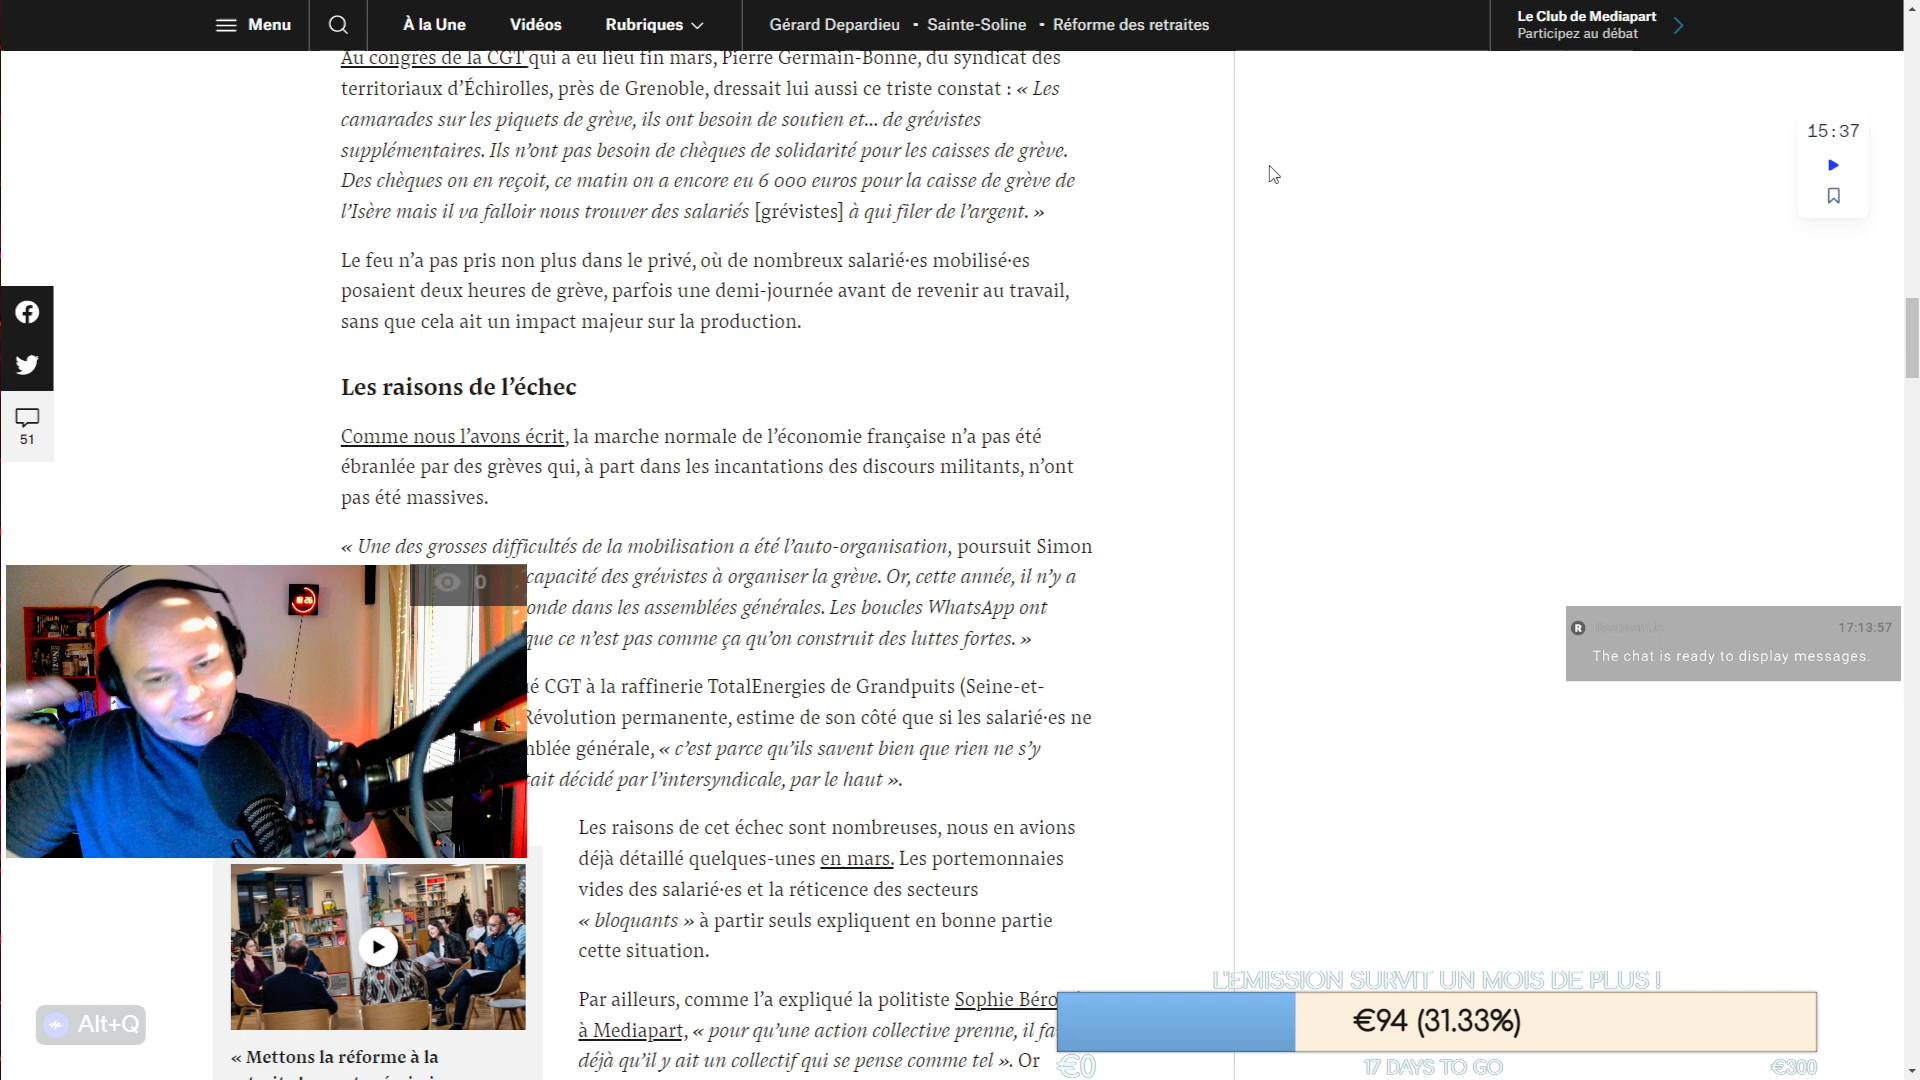 Menu
À la Une
Vidéos
Rubriques
Gérard Depardieu
Sainte-Soline
Réforme des retraites
Le Club de Mediapart
Participez au débat
Au congrès de la CGT qui a eu lieu fin mars, Pierre Germain-Bonne, du syndicat des
territoriaux d’Échirolles, près de Grenoble, dressait lui aussi ce triste constat : « Les
camarades sur les piquets de grève, ils ont besoin de soutien et… de grévistes
supplémentaires. Ils n’ont pas besoin de chèques de solidarité pour les caisses de grève.
Des chèques on en reçoit, ce matin on a encore eu 6 000 euros pour la caisse de grève de
l’Isère mais il va falloir nous trouver des salariés [grévistes] à qui filer de l’argent. »
15:37
Le feu n’a pas pris non plus dans le privé, où de nombreux salarié·es mobilisé·es
posaient deux heures de grève, parfois une demi-journée avant de revenir au travail,
sans que cela ait un impact majeur sur la production.
Les raisons de l’échec
51
Comme nous l’avons écrit, la marche normale de l’économie française n’a pas été
ébranlée par des grèves qui, à part dans les incantations des discours militants, n’ont
pas été massives.
« Une des grosses difficultés de la mobilisation a été l’auto-organisation, poursuit Simon
capacité des grévistes à organiser la grève. Or, cette année, il n’y a
onde dans les assemblées générales. Les boucles WhatsApp ont
que ce n’est pas comme ça qu’on construit des luttes fortes. »
0
é CGT à la raffinerie TotalEnergies de Grandpuits (Seine-et-
Révolution permanente, estime de son côté que si les salarié·es ne
mblée générale, « c’est parce qu’ils savent bien que rien ne s’y
tait décidé par l’intersyndicale, par le haut ».
17:13:57
The chat is ready to display messages.
Les raisons de cet échec sont nombreuses, nous en avions
déjà détaillé quelques-unes en mars. Les portemonnaies
vides des salarié·es et la réticence des secteurs
« bloquants » à partir seuls expliquent en bonne partie
cette situation.
Par ailleurs, comme l’a expliqué la politiste Sophie Béro
à Mediapart, « pour qu’une action collective prenne, il fa
déjà qu’il y ait un collectif qui se pense comme tel ». Or
Alt+Q
« Mettons la réforme à la
L'EMISSION SURVIT UN MOIS DE PLUS !
€94 (31.33%)
€0
17 DAYS TO GO
€300